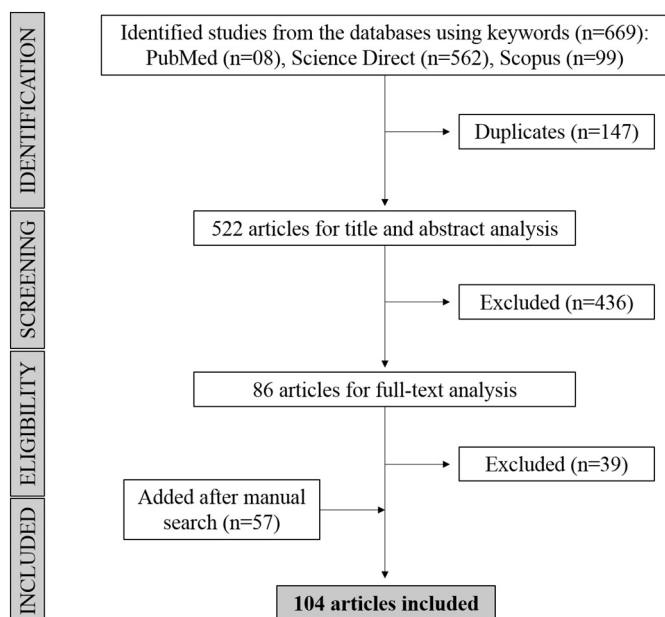 IDENTIFICATION
Identified studies from the databases using keywords (n=669):
PubMed (n=08), Science Direct (n=562), Scopus (n=99)
Duplicates (n=147)
SCREENING
522 articles for title and abstract analysis
Excluded (n=436)
ELIGIBILITY
86 articles for full-text analysis
Excluded (n=39)
Added after manual
search (n=57)
INCLUDED
104 articles included